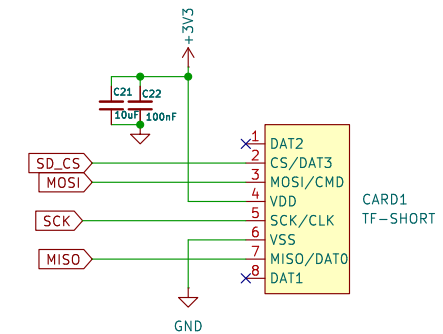 +3V3
C21
C22
10uF
100nF
1 DAT2
SD_CS 2 CS/DAT3
MOSI 3 MOSI/CMD
4 VDD
CARD1
SCK 5 SCK/CLK
TF-SHORT
6 VSS
MISO 7 MISO/DAT0
8 DAT1
GND